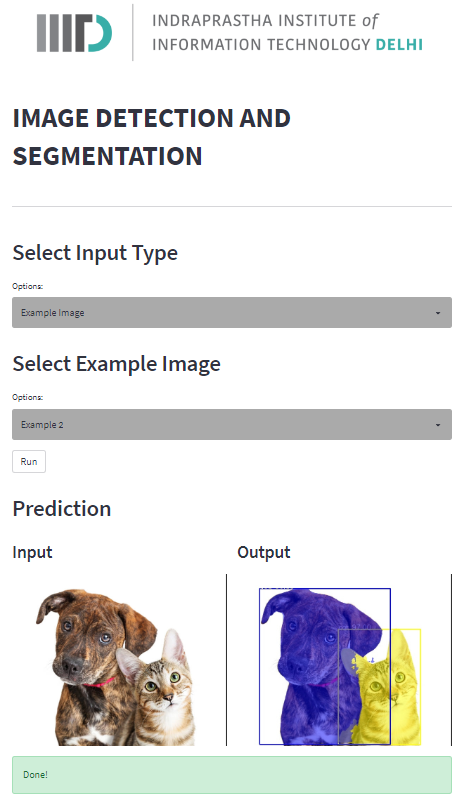 INDRAPRASTHA INSTITUTE of
INFORMATION TECHNOLOGY DELHI
IMAGE DETECTION AND
SEGMENTATION
Select Input Type
Options:
Example Image
Select Example Image
Options:
Example 2
Run
Prediction
Input
Output
Done!